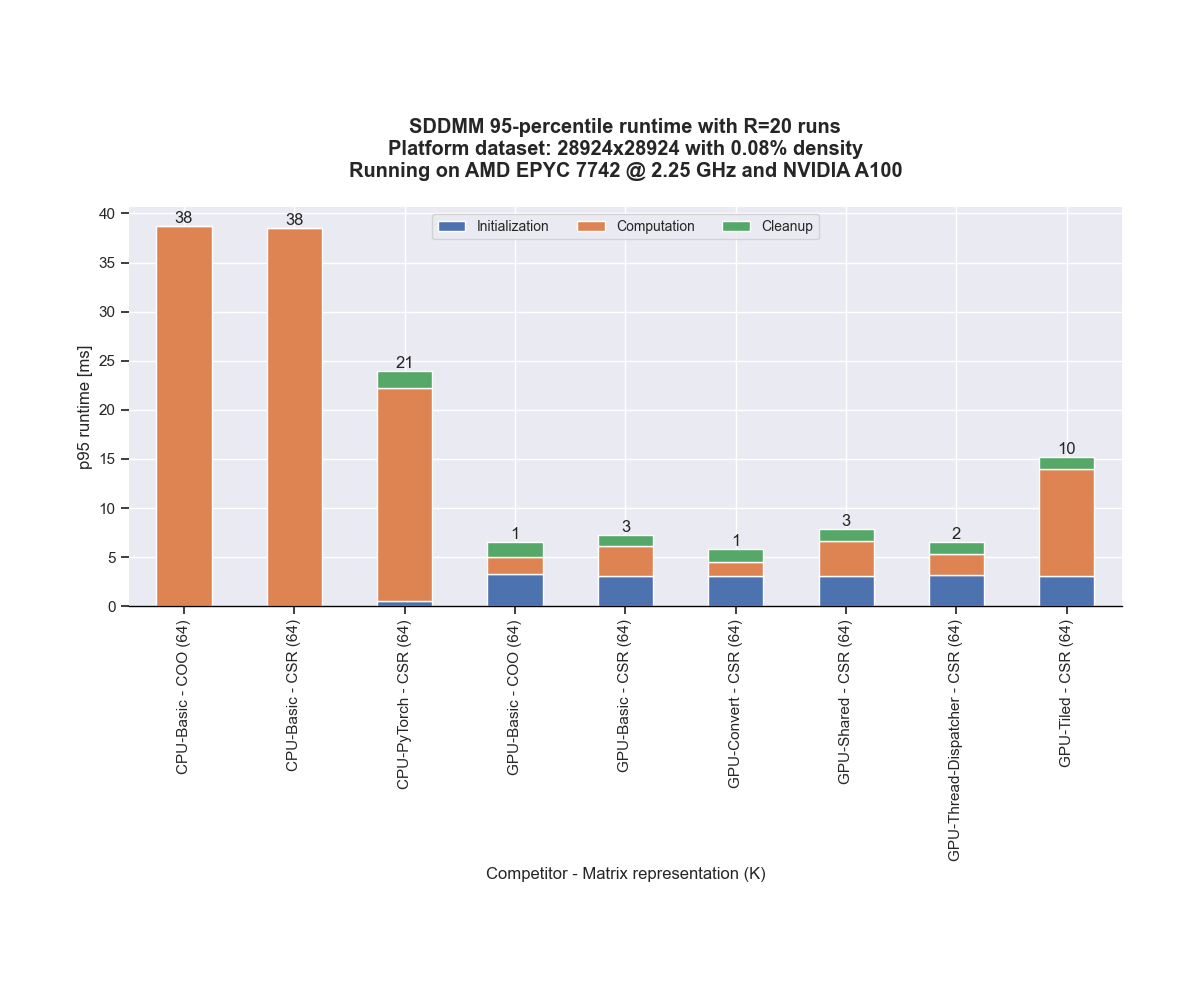 SDDMM 95-percentile runtime with R=20 runs
Platform dataset: 28924x28924 with 0.08% density
Running on AMD EPYC 7742 @ 2.25 GHz and NVIDIA A100
Initialization
Computation
Cleanup
p95 runtime [ms]
40
35
30
25
20
15
10
5
0
38
38
21
1
3
1
3
2
10
CPU-Basic - COO (64)
CPU-Basic - CSR (64)
CPU-PyTorch - CSR (64)
GPU-Basic - COO (64)
GPU-Basic - CSR (64)
GPU-Convert - CSR (64)
GPU-Shared - CSR (64)
GPU-Thread-Dispatcher - CSR (64)
GPU-Tiled - CSR (64)
Competitor - Matrix representation (K)